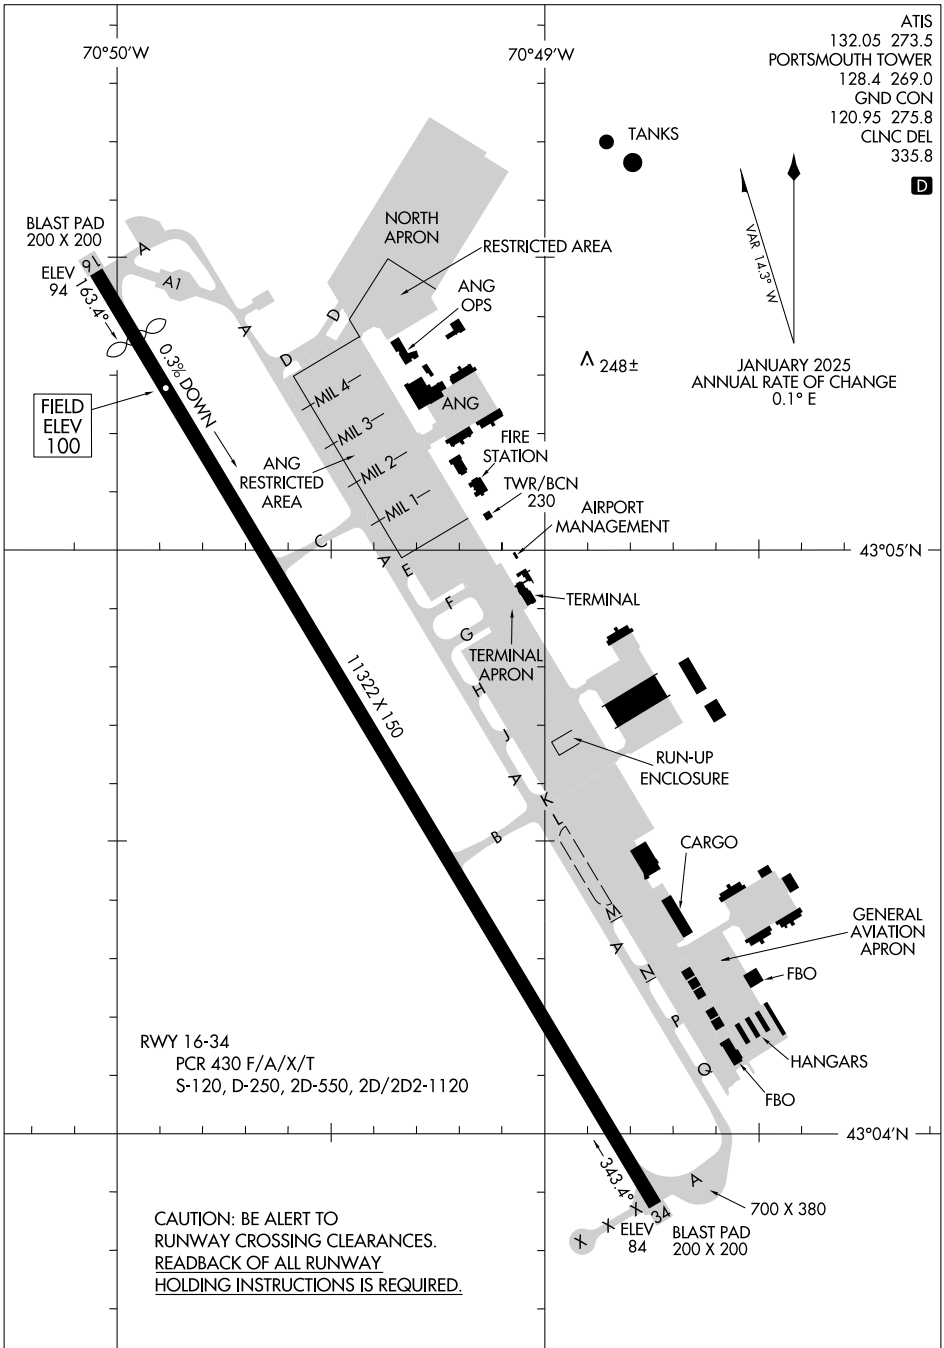 ATIS
132.05 273.5
PORTSMOUTH TOWER
128.4 269.0
GND CON
120.95 275.8
CLNC DEL
335.8
D
70°50'W
70°49'W
TANKS
VAR 14.3° W
JANUARY 2025
ANNUAL RATE OF CHANGE
0.1° E
BLAST PAD
200 X 200
A
16
ELEV
94
163.4°
A1
A
NORTH
APRON
RESTRICTED AREA
ANG
OPS
D
D
0.3% DOWN
FIELD
ELEV
100
248±
MIL 4
ANG
MIL 3
MIL 2
MIL 1
ANG
RESTRICTED
AREA
FIRE
STATION
TWR/BCN
230
AIRPORT
MANAGEMENT
43°05'N
C
A
E
F
G
TERMINAL
TERMINAL
APRON
H
11322 X 150
J
RUN-UP
ENCLOSURE
A
K
L
B
CARGO
M
A
N
GENERAL
AVIATION
APRON
FBO
P
HANGARS
Q
FBO
RWY 16-34
PCR 430 F/A/X/T
S-120, D-250, 2D-550, 2D/2D2-1120
43°04'N
343.4°
A
700 X 380
X
X
X
34
ELEV
84
BLAST PAD
200 X 200
CAUTION: BE ALERT TO
RUNWAY CROSSING CLEARANCES.
READBACK OF ALL RUNWAY
HOLDING INSTRUCTIONS IS REQUIRED.